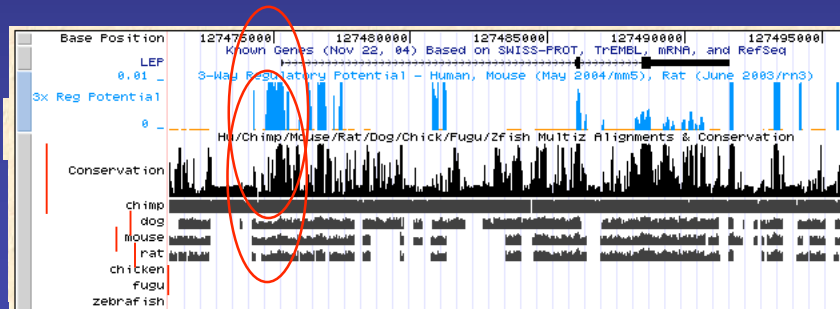 Base Position 127475000| 127480000| 127485000| 127490000| 127495000|
Known Genes (Nov 22, 04) Based on SWISS-PROT, TrEMBL, mRNA, and RefSeq
LEP
0.01 _ 3-Way Regulatory Potential - Human, Mouse (May 2004/mm5), Rat (June 2003/rn3)
3x Reg Potential
0 _
Hu/Chimp/Mouse/Rat/Dog/Chick/Fugu/Zfish Multiz Alignments & Conservation
Conservation
chimp
dog
mouse
rat
chicken
fugu
zebrafish